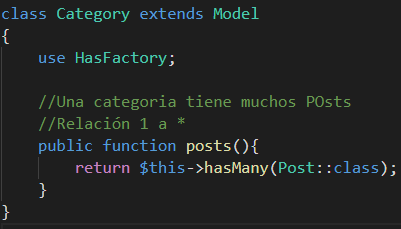 class Category extends Model
{
    use HasFactory;

    //Una categoria tiene muchos POsts
    //Relación 1 a *
    public function posts(){
        return $this->hasMany(Post::class);
    }
}